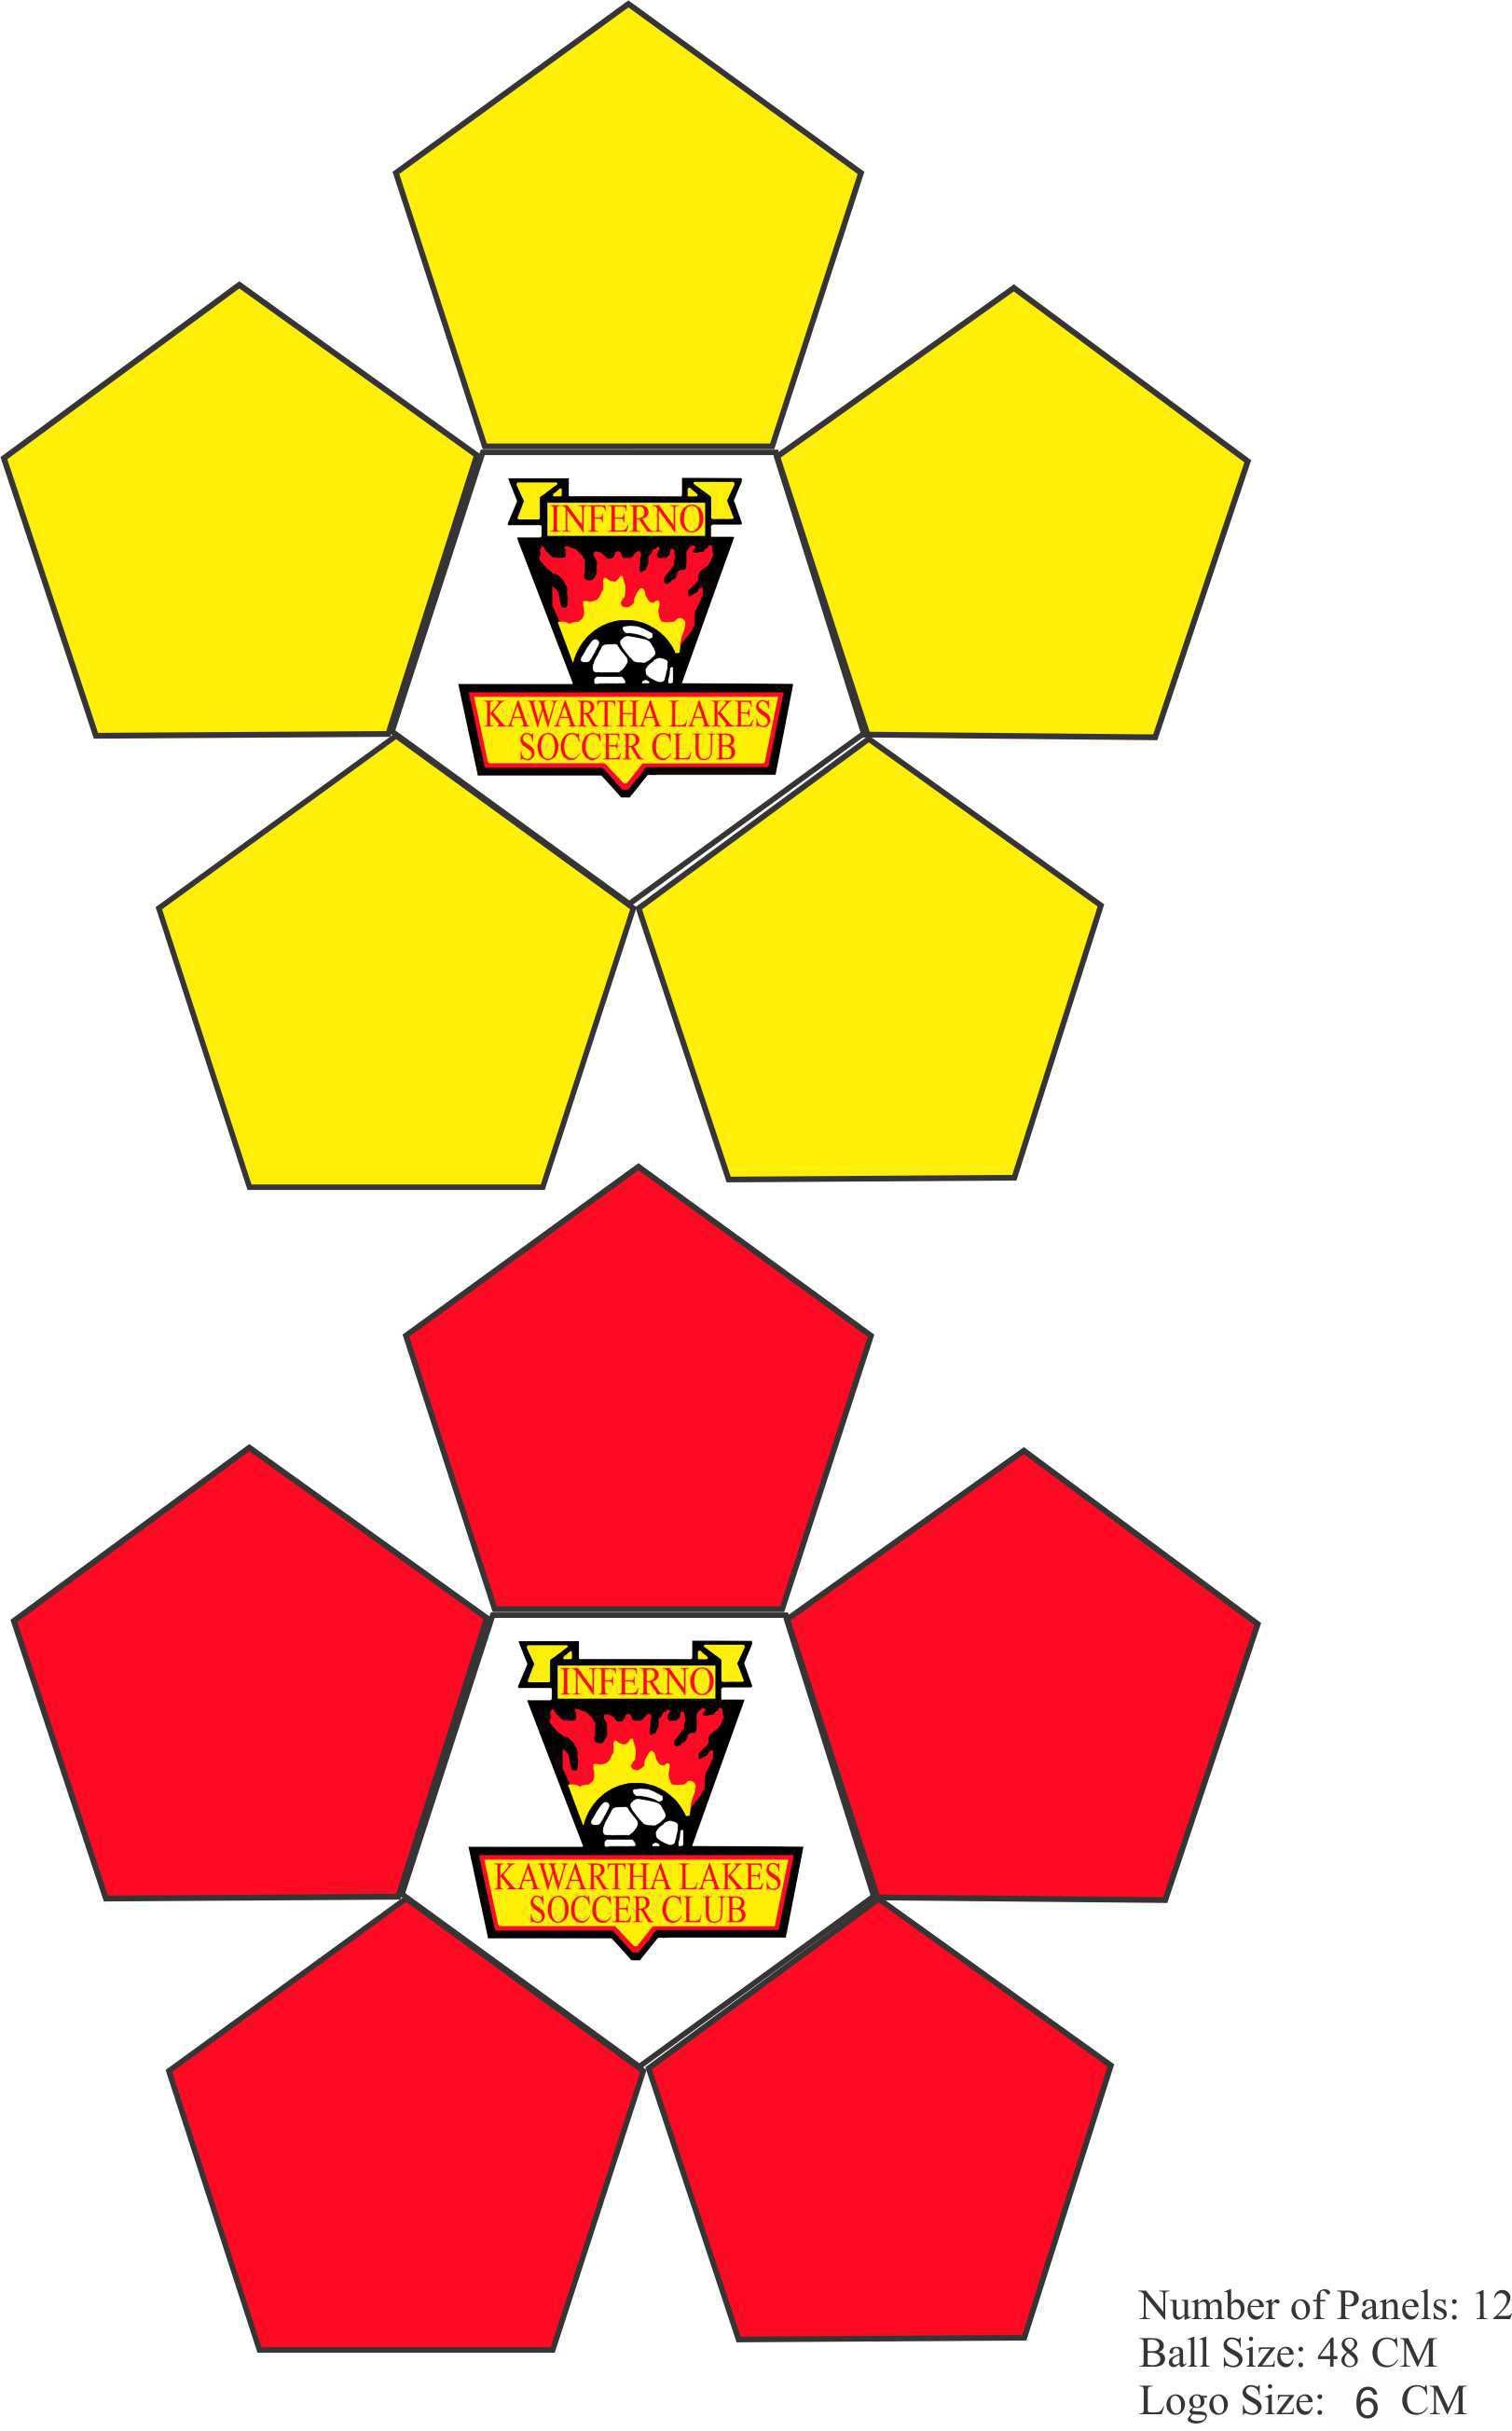 INFERNO
KAWARTHA LAKES
SOCCER CLUB
INFERNO
KAWARTHA LAKES
SOCCER CLUB
Number of Panels: 12
Ball Size: 48 CM
Logo Size: 6 CM